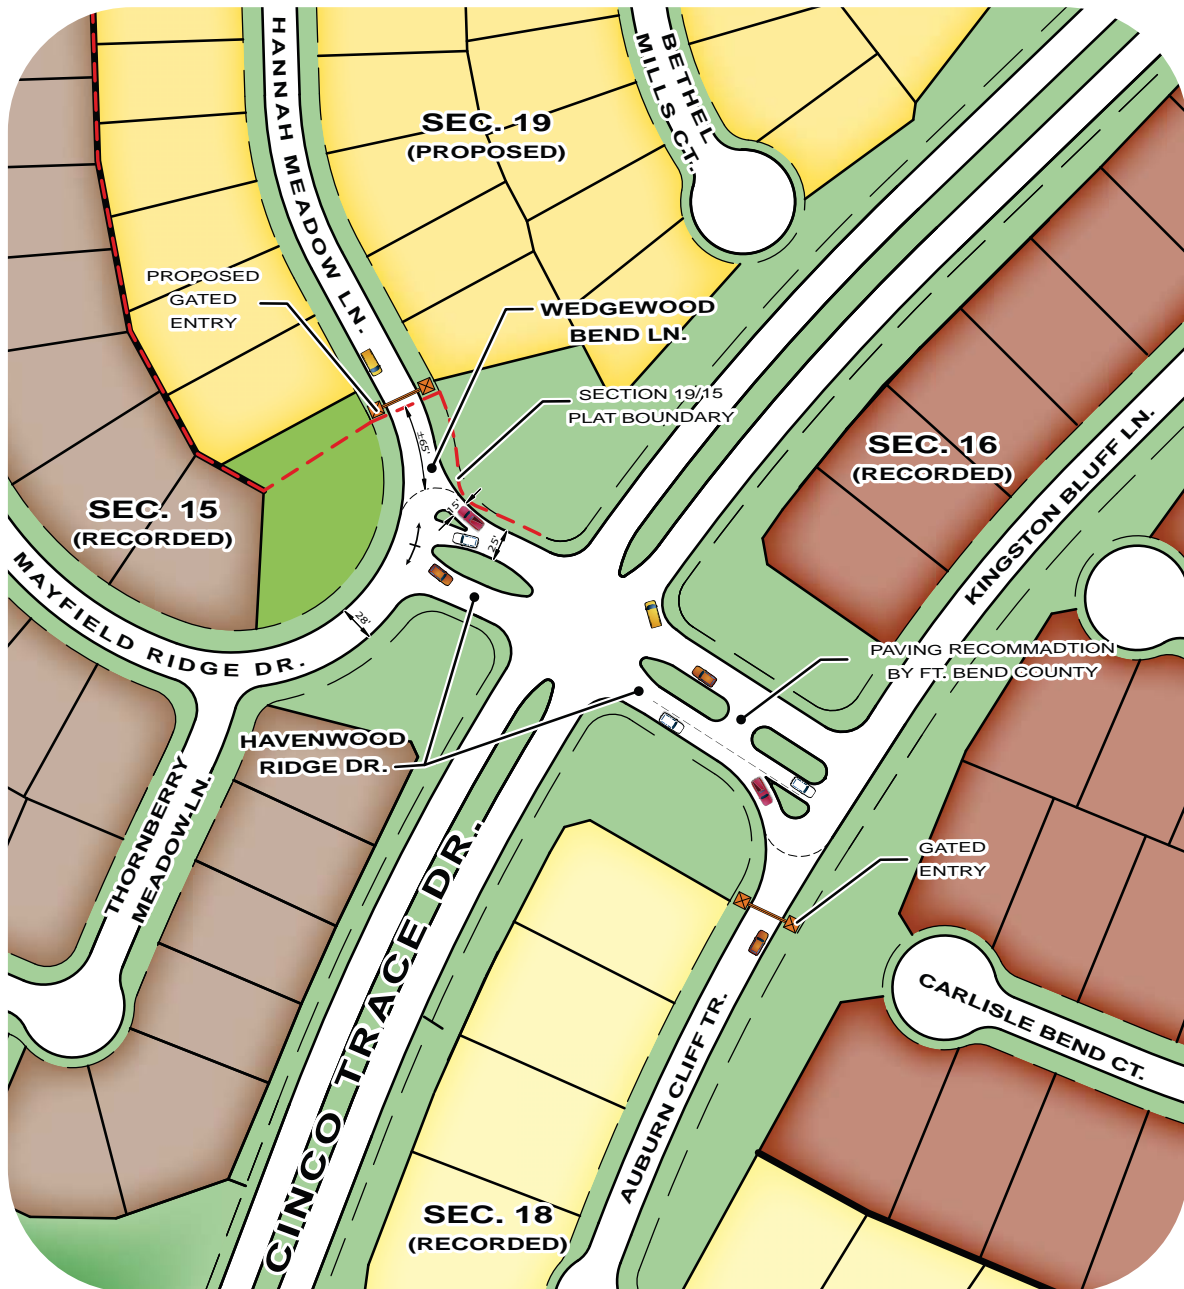 HANNAH MEADOW LN.
BETHEL
MILLS CT.
SEC. 19
(PROPOSED)
PROPOSED
GATED
ENTRY
WEDGEWOOD
BEND LN.
SECTION 19/15
PLAT BOUNDARY
SEC. 16
(RECORDED)
KINGSTON BLUFF LN.
±65'
15'
25'
28'
SEC. 15
(RECORDED)
MAYFIELD RIDGE DR.
PAVING RECOMMADTION
BY FT. BEND COUNTY
HAVENWOOD
RIDGE DR.
THORNBERRY
MEADOW LN.
CINCO TRACE DR.
GATED
ENTRY
CARLISLE BEND CT.
AUBURN CLIFF TR.
SEC. 18
(RECORDED)